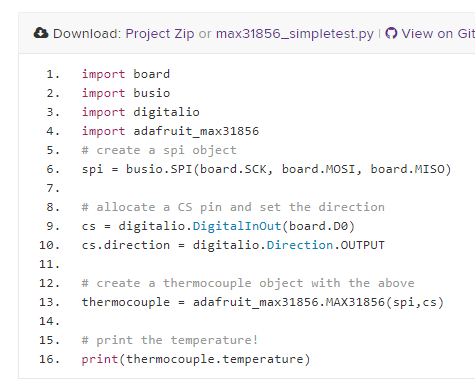 Download: Project Zip or max31856_simpletest.py | View on Git
1. import board
2. import busio
3. import digitalio
4. import adafruit_max31856
5. # create a spi object
6. spi = busio.SPI(board.SCK, board.MOSI, board.MISO)
7.
8. # allocate a CS pin and set the direction
9. cs = digitalio.DigitalInOut(board.D0)
10. cs.direction = digitalio.Direction.OUTPUT
11.
12. # create a thermocouple object with the above
13. thermocouple = adafruit_max31856.MAX31856(spi,cs)
14.
15. # print the temperature!
16. print(thermocouple.temperature)